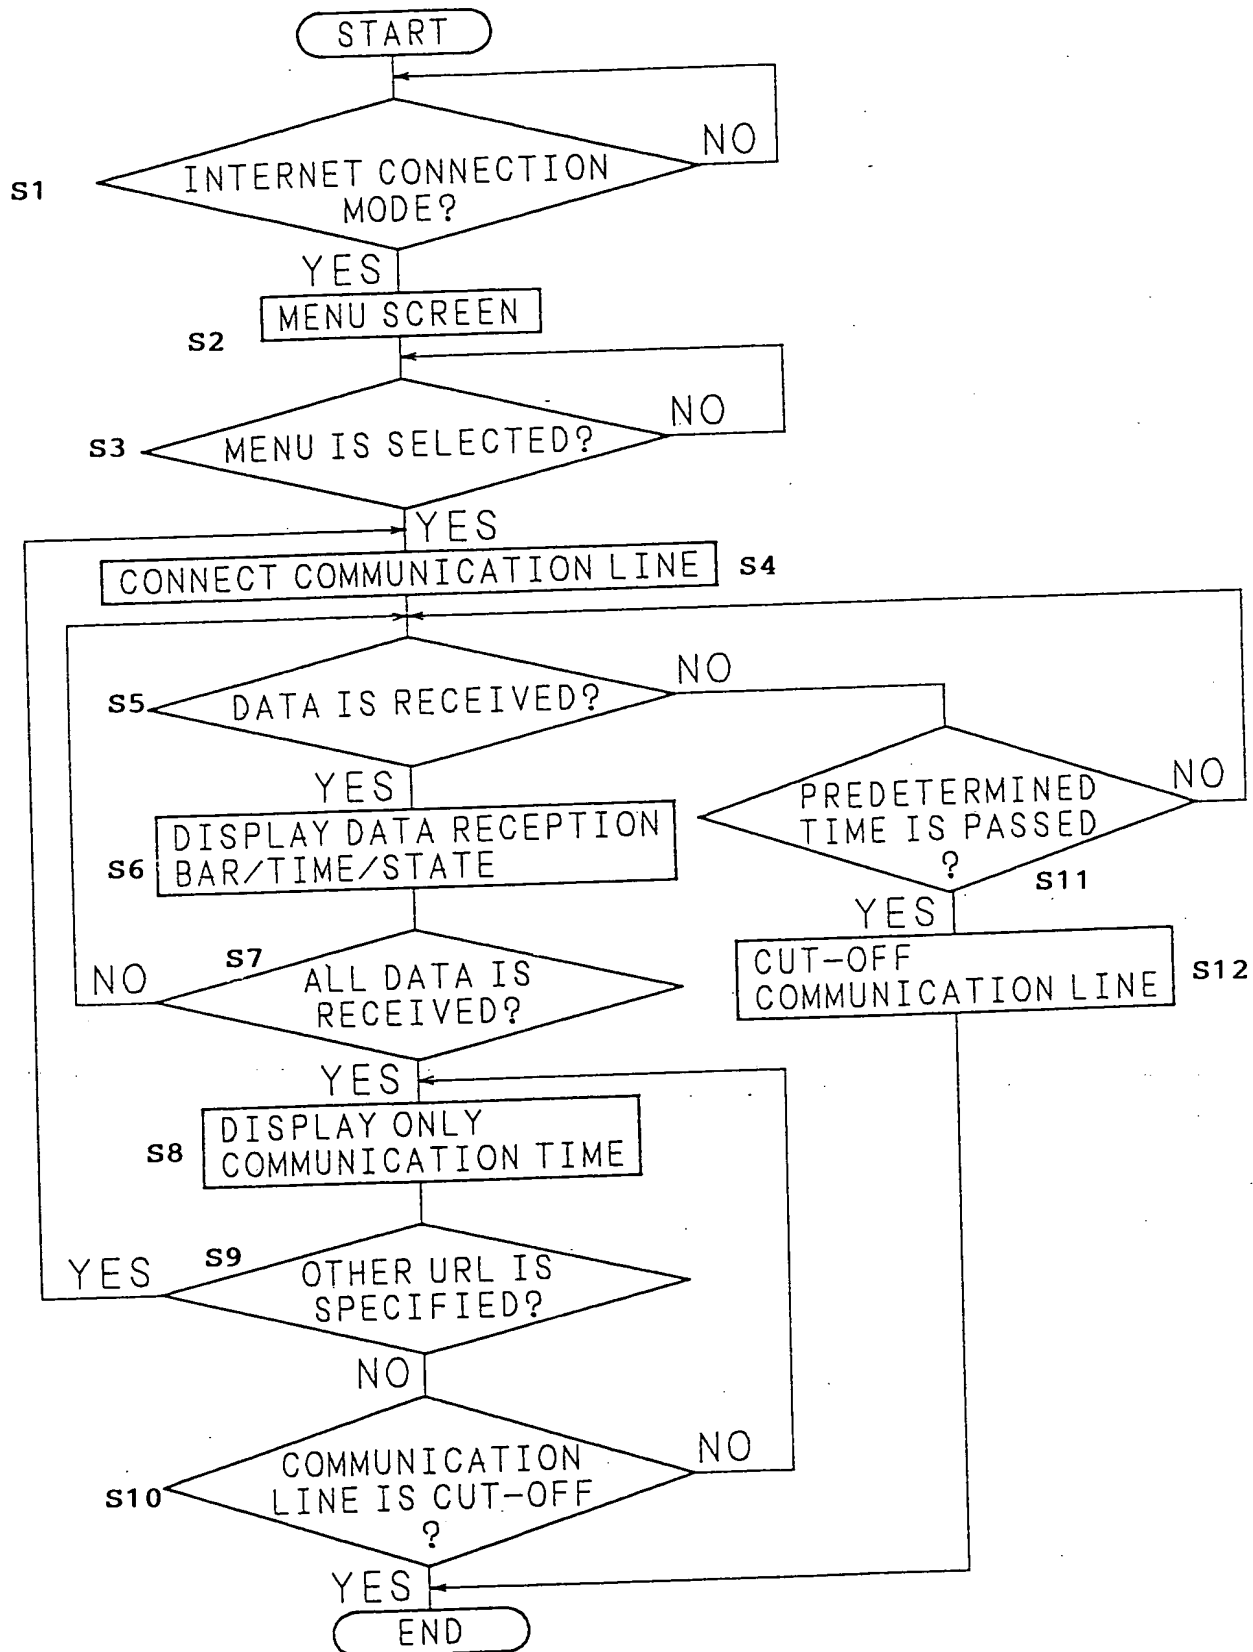 START
NO
INTERNET CONNECTION
MODE?
S1
YES
MENU SCREEN
S2
NO
S3
MENU IS SELECTED?
YES
CONNECT COMMUNICATION LINE
S4
NO
S5
DATA IS RECEIVED?
YES
NO
PREDETERMINED
TIME IS PASSED
?
S11
DISPLAY DATA RECEPTION
BAR/TIME/STATE
S6
YES
S7
NO
ALL DATA IS
RECEIVED?
CUT-OFF
COMMUNICATION LINE
S12
YES
DISPLAY ONLY
COMMUNICATION TIME
S8
S9
YES
OTHER URL IS
SPECIFIED?
NO
NO
COMMUNICATION
LINE IS CUT-OFF
?
S10
YES
END